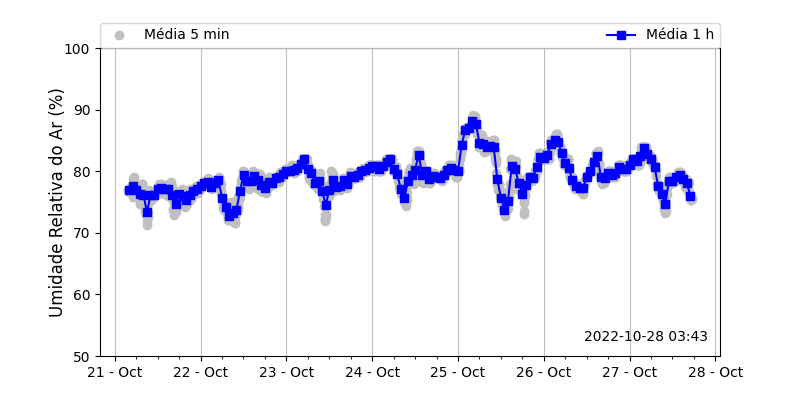 Média 5 min
Média 1 h
Umidade Relativa do Ar (%)
100
90
80
70
60
50
2022-10-28 03:43
21 - Oct
22 - Oct
23 - Oct
24 - Oct
25 - Oct
26 - Oct
27 - Oct
28 - Oct